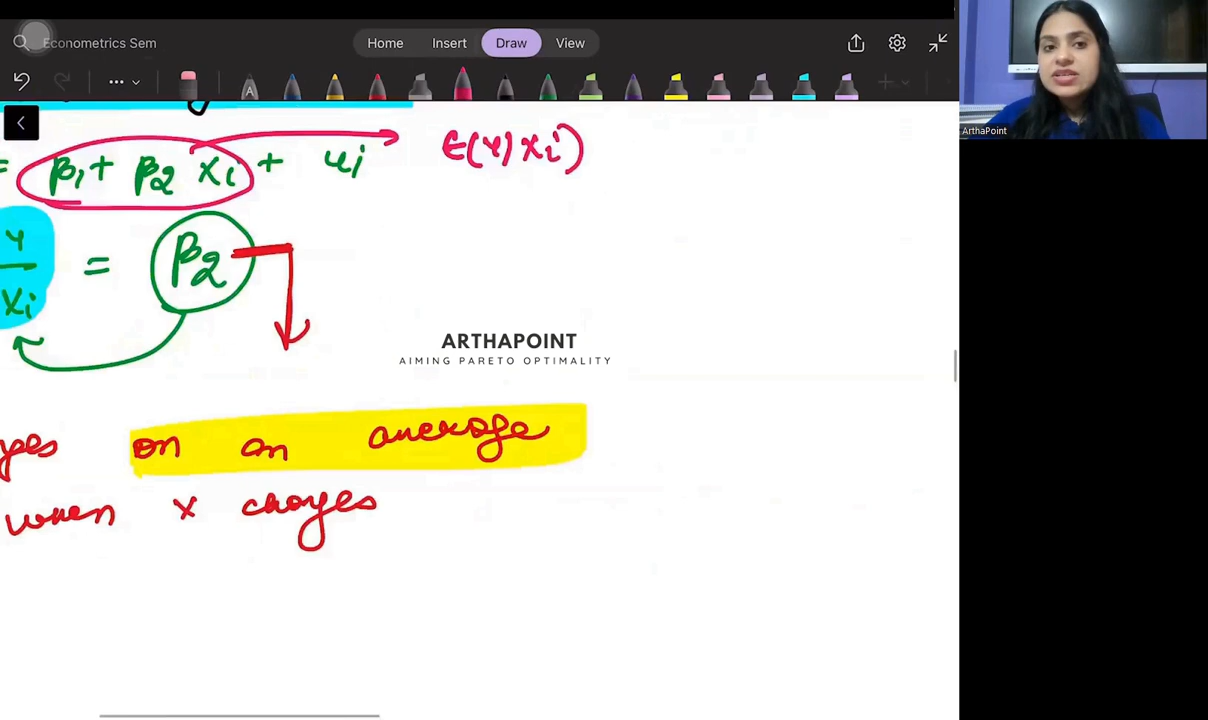 Econometrics Sem
Home Insert Draw View
A
ArthaPoint
= β₁ + β₂ Xi + ui E(Y|Xi)
Y
Xi
= β₂
ARTHAPOINT
AIMING PARETO OPTIMALITY
on an average
when X changes